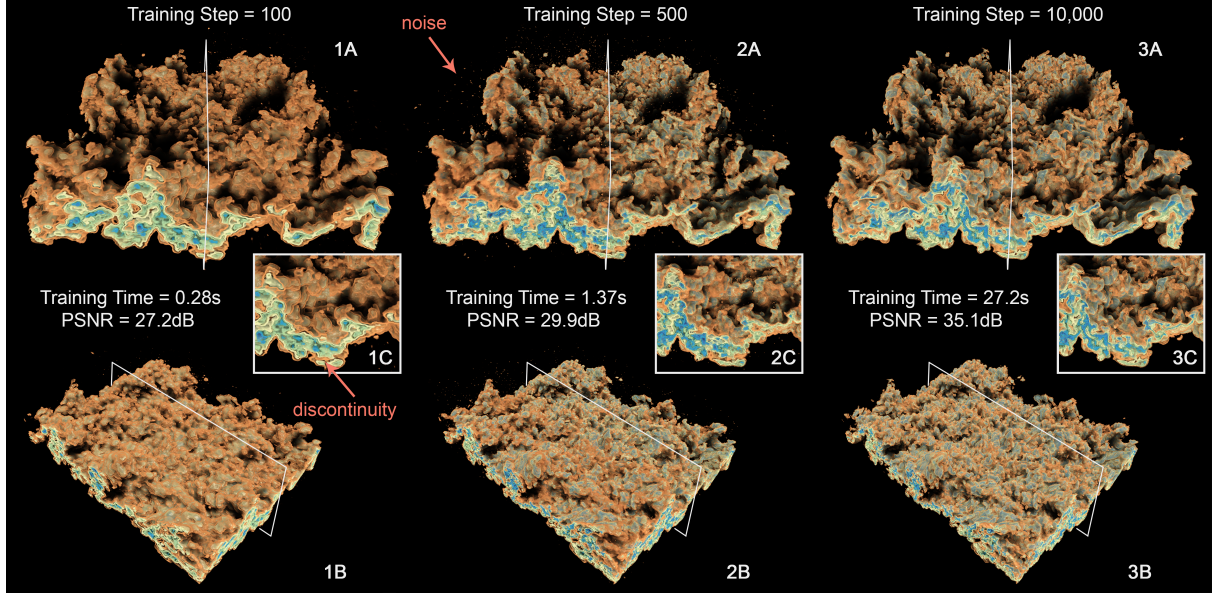 Training Step = 100
Training Step = 500
Training Step = 10,000
noise
1A
2A
3A
Training Time = 0.28s
PSNR = 27.2dB
Training Time = 1.37s
PSNR = 29.9dB
Training Time = 27.2s
PSNR = 35.1dB
1C
2C
3C
discontinuity
1B
2B
3B